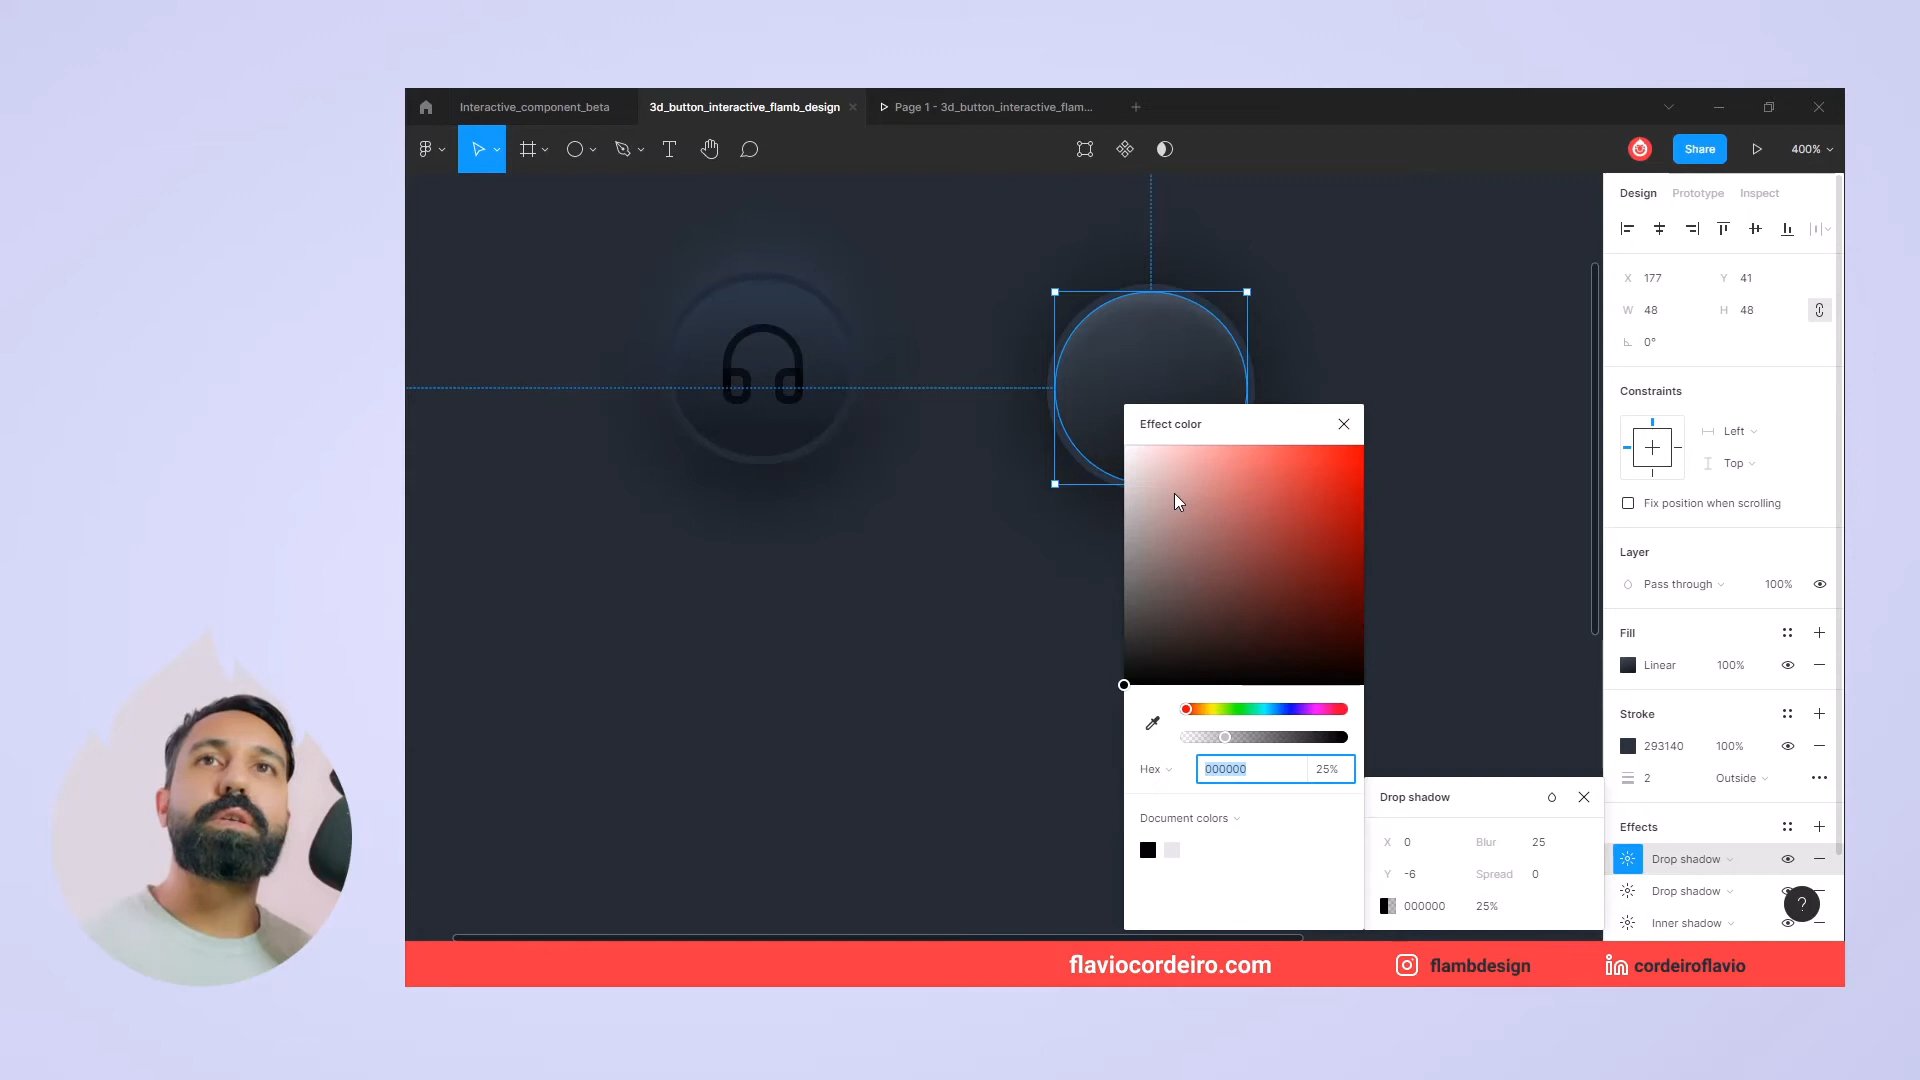 Interactive_component_beta
3d_button_interactive_flamb_design
Page 1 - 3d_button_interactive_flam...
Share
400%
Design Prototype Inspect
X 177 Y 41
W 48 H 48
0°
Constraints
Left
Top
Fix position when scrolling
Layer
Pass through 100%
Fill
Linear 100%
Stroke
293140 100%
2 Outside
Effects
Drop shadow
Drop shadow
Inner shadow
?
Effect color
Hex 000000 25%
Document colors
Drop shadow
X 0 Blur 25
Y -6 Spread 0
000000 25%
flaviocordeiro.com
flambdesign
in cordeiroflavio